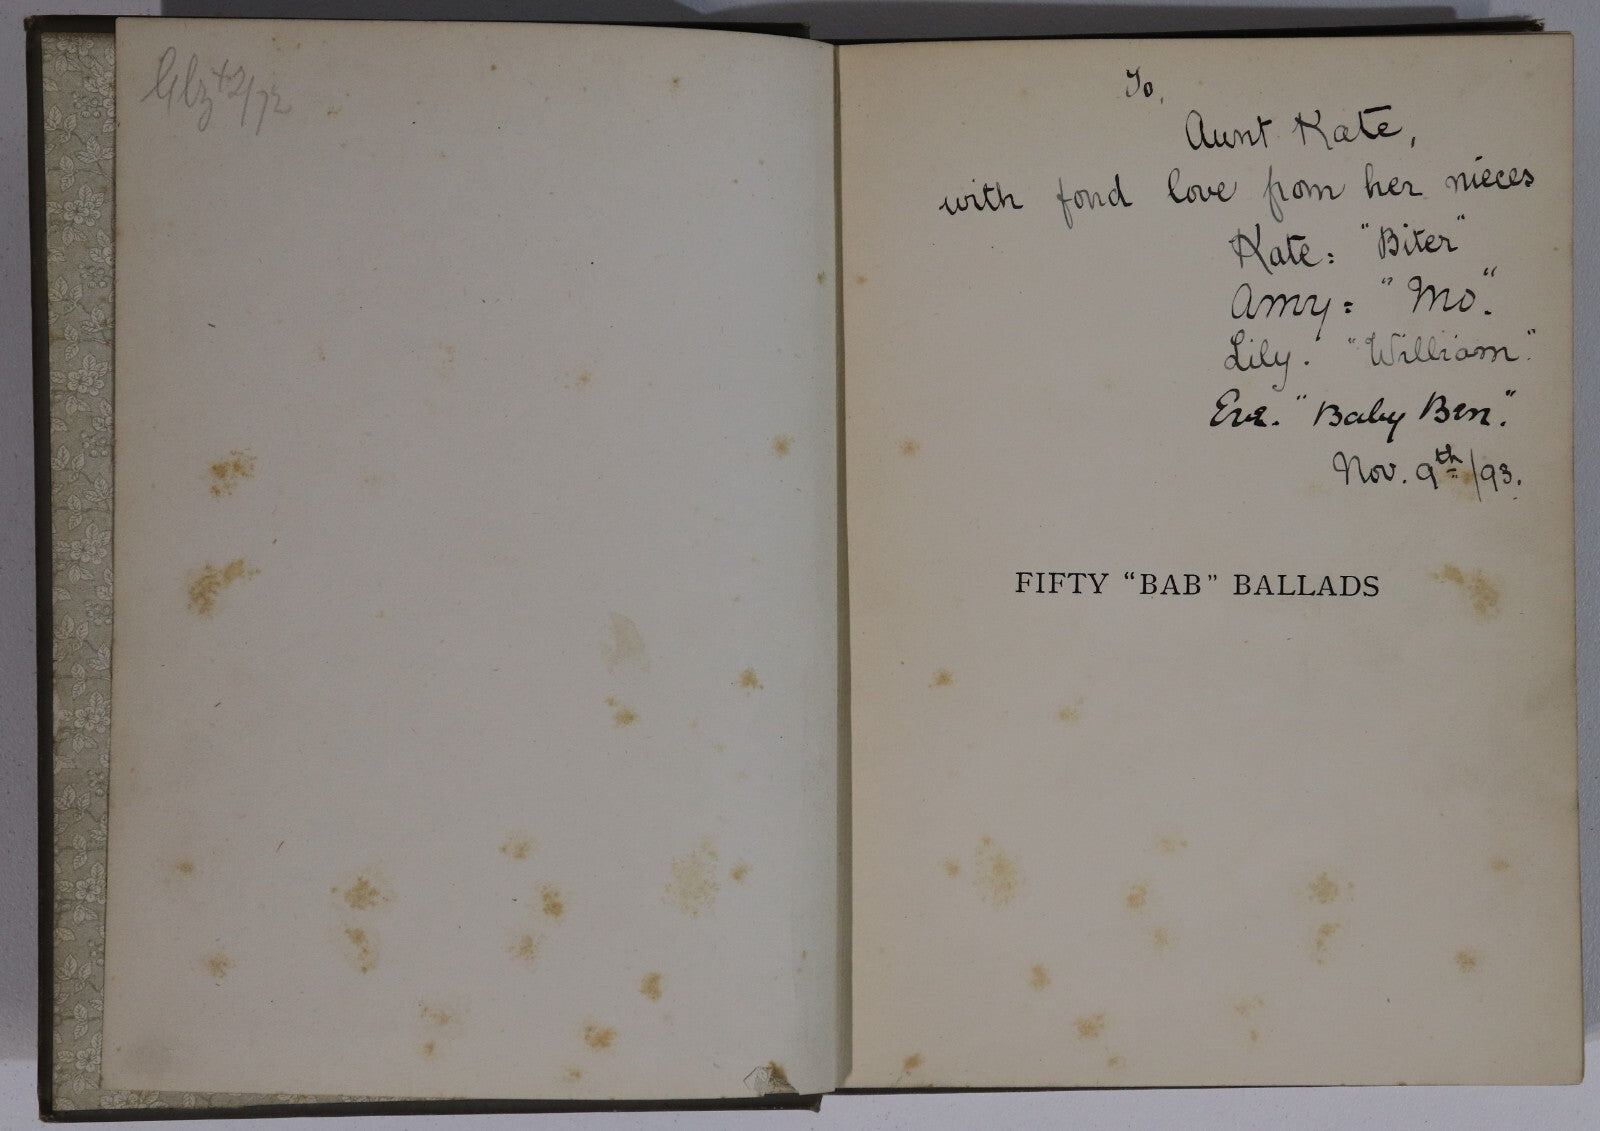 To,
Aunt Kate,
with fond love from her nieces
Kate: "Biter"
Amy: "Mo".
Lily. "William".
Eve. "Baby Ben."
Nov. 9th/93.
FIFTY "BAB" BALLADS